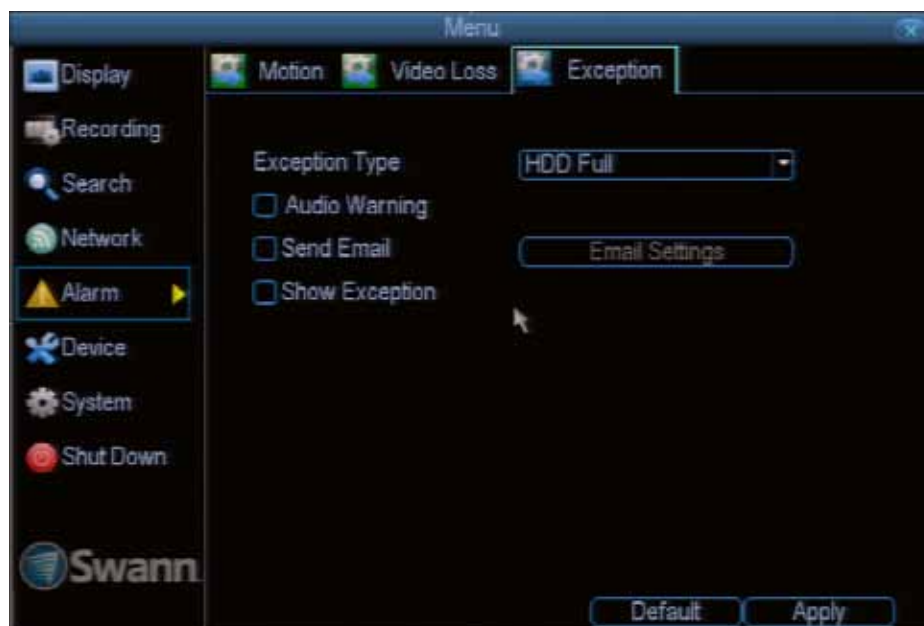 Menu
Display
Recording
Search
Network
Alarm
Device
System
Shut Down
Swann
Motion
Video Loss
Exception
Exception Type
HDD Full
Audio Warning
Send Email
Email Settings
Show Exception
Default
Apply